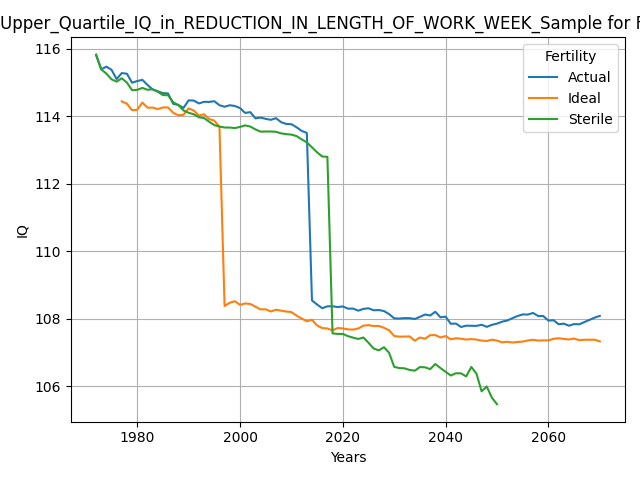 Upper_Quartile_IQ_in_REDUCTION_IN_LENGTH_OF_WORK_WEEK_Sample for
Fertility
Actual
Ideal
Sterile
116
114
112
110
108
106
IQ
1980
2000
2020
2040
2060
Years